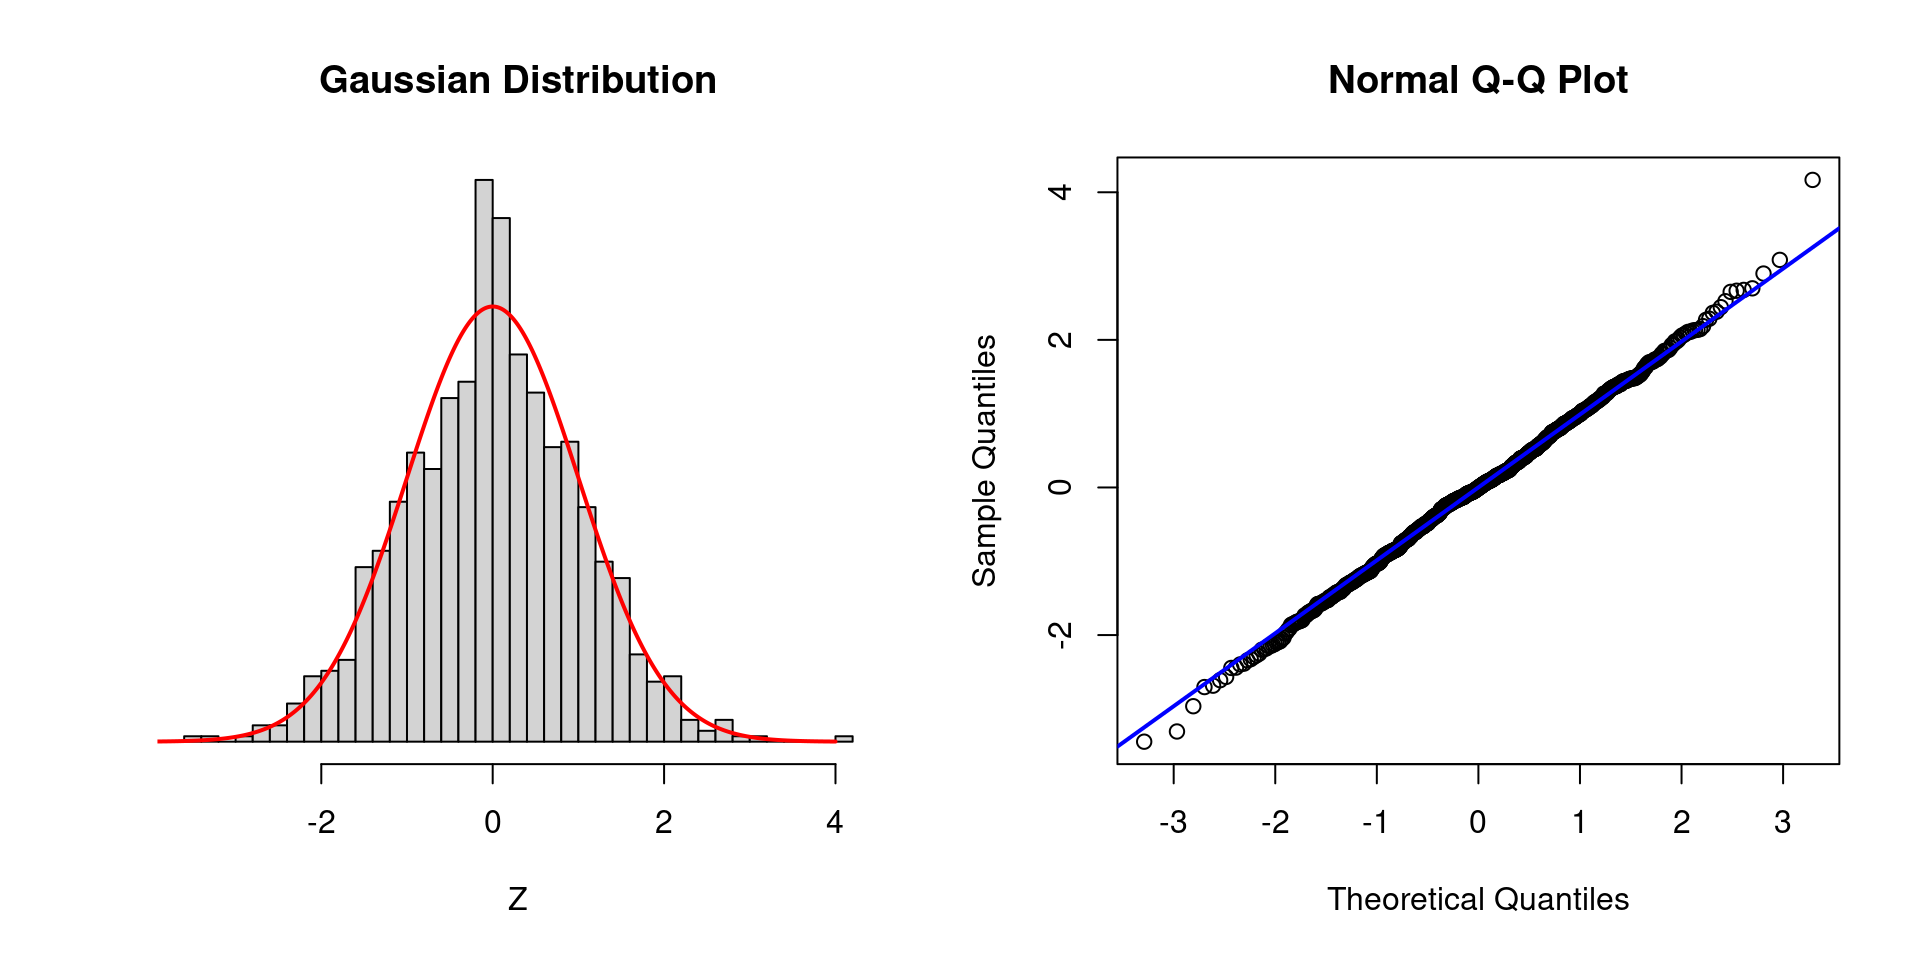 Gaussian Distribution
-2 0 2 4
Z
Normal Q-Q Plot
4
2
0
-2
Sample Quantiles
-3 -2 -1 0 1 2 3
Theoretical Quantiles